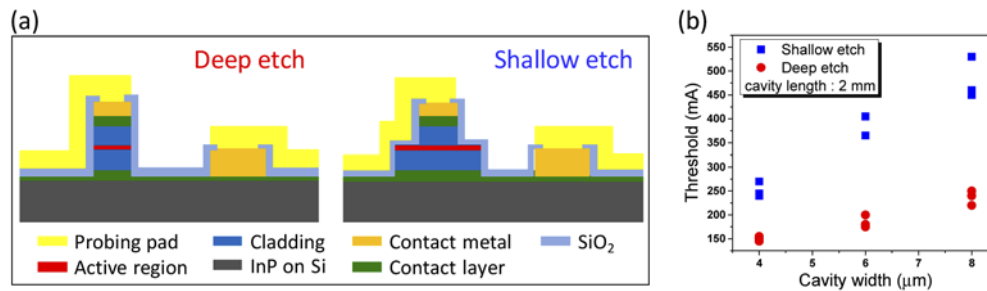 (a)
Deep etch
Shallow etch
Probing pad
Cladding
Contact metal
SiO₂
Active region
InP on Si
Contact layer
(b)
Shallow etch
Deep etch
cavity length : 2 mm
Threshold (mA)
550
500
450
400
350
300
250
200
150
4 5 6 7 8
Cavity width (μm)